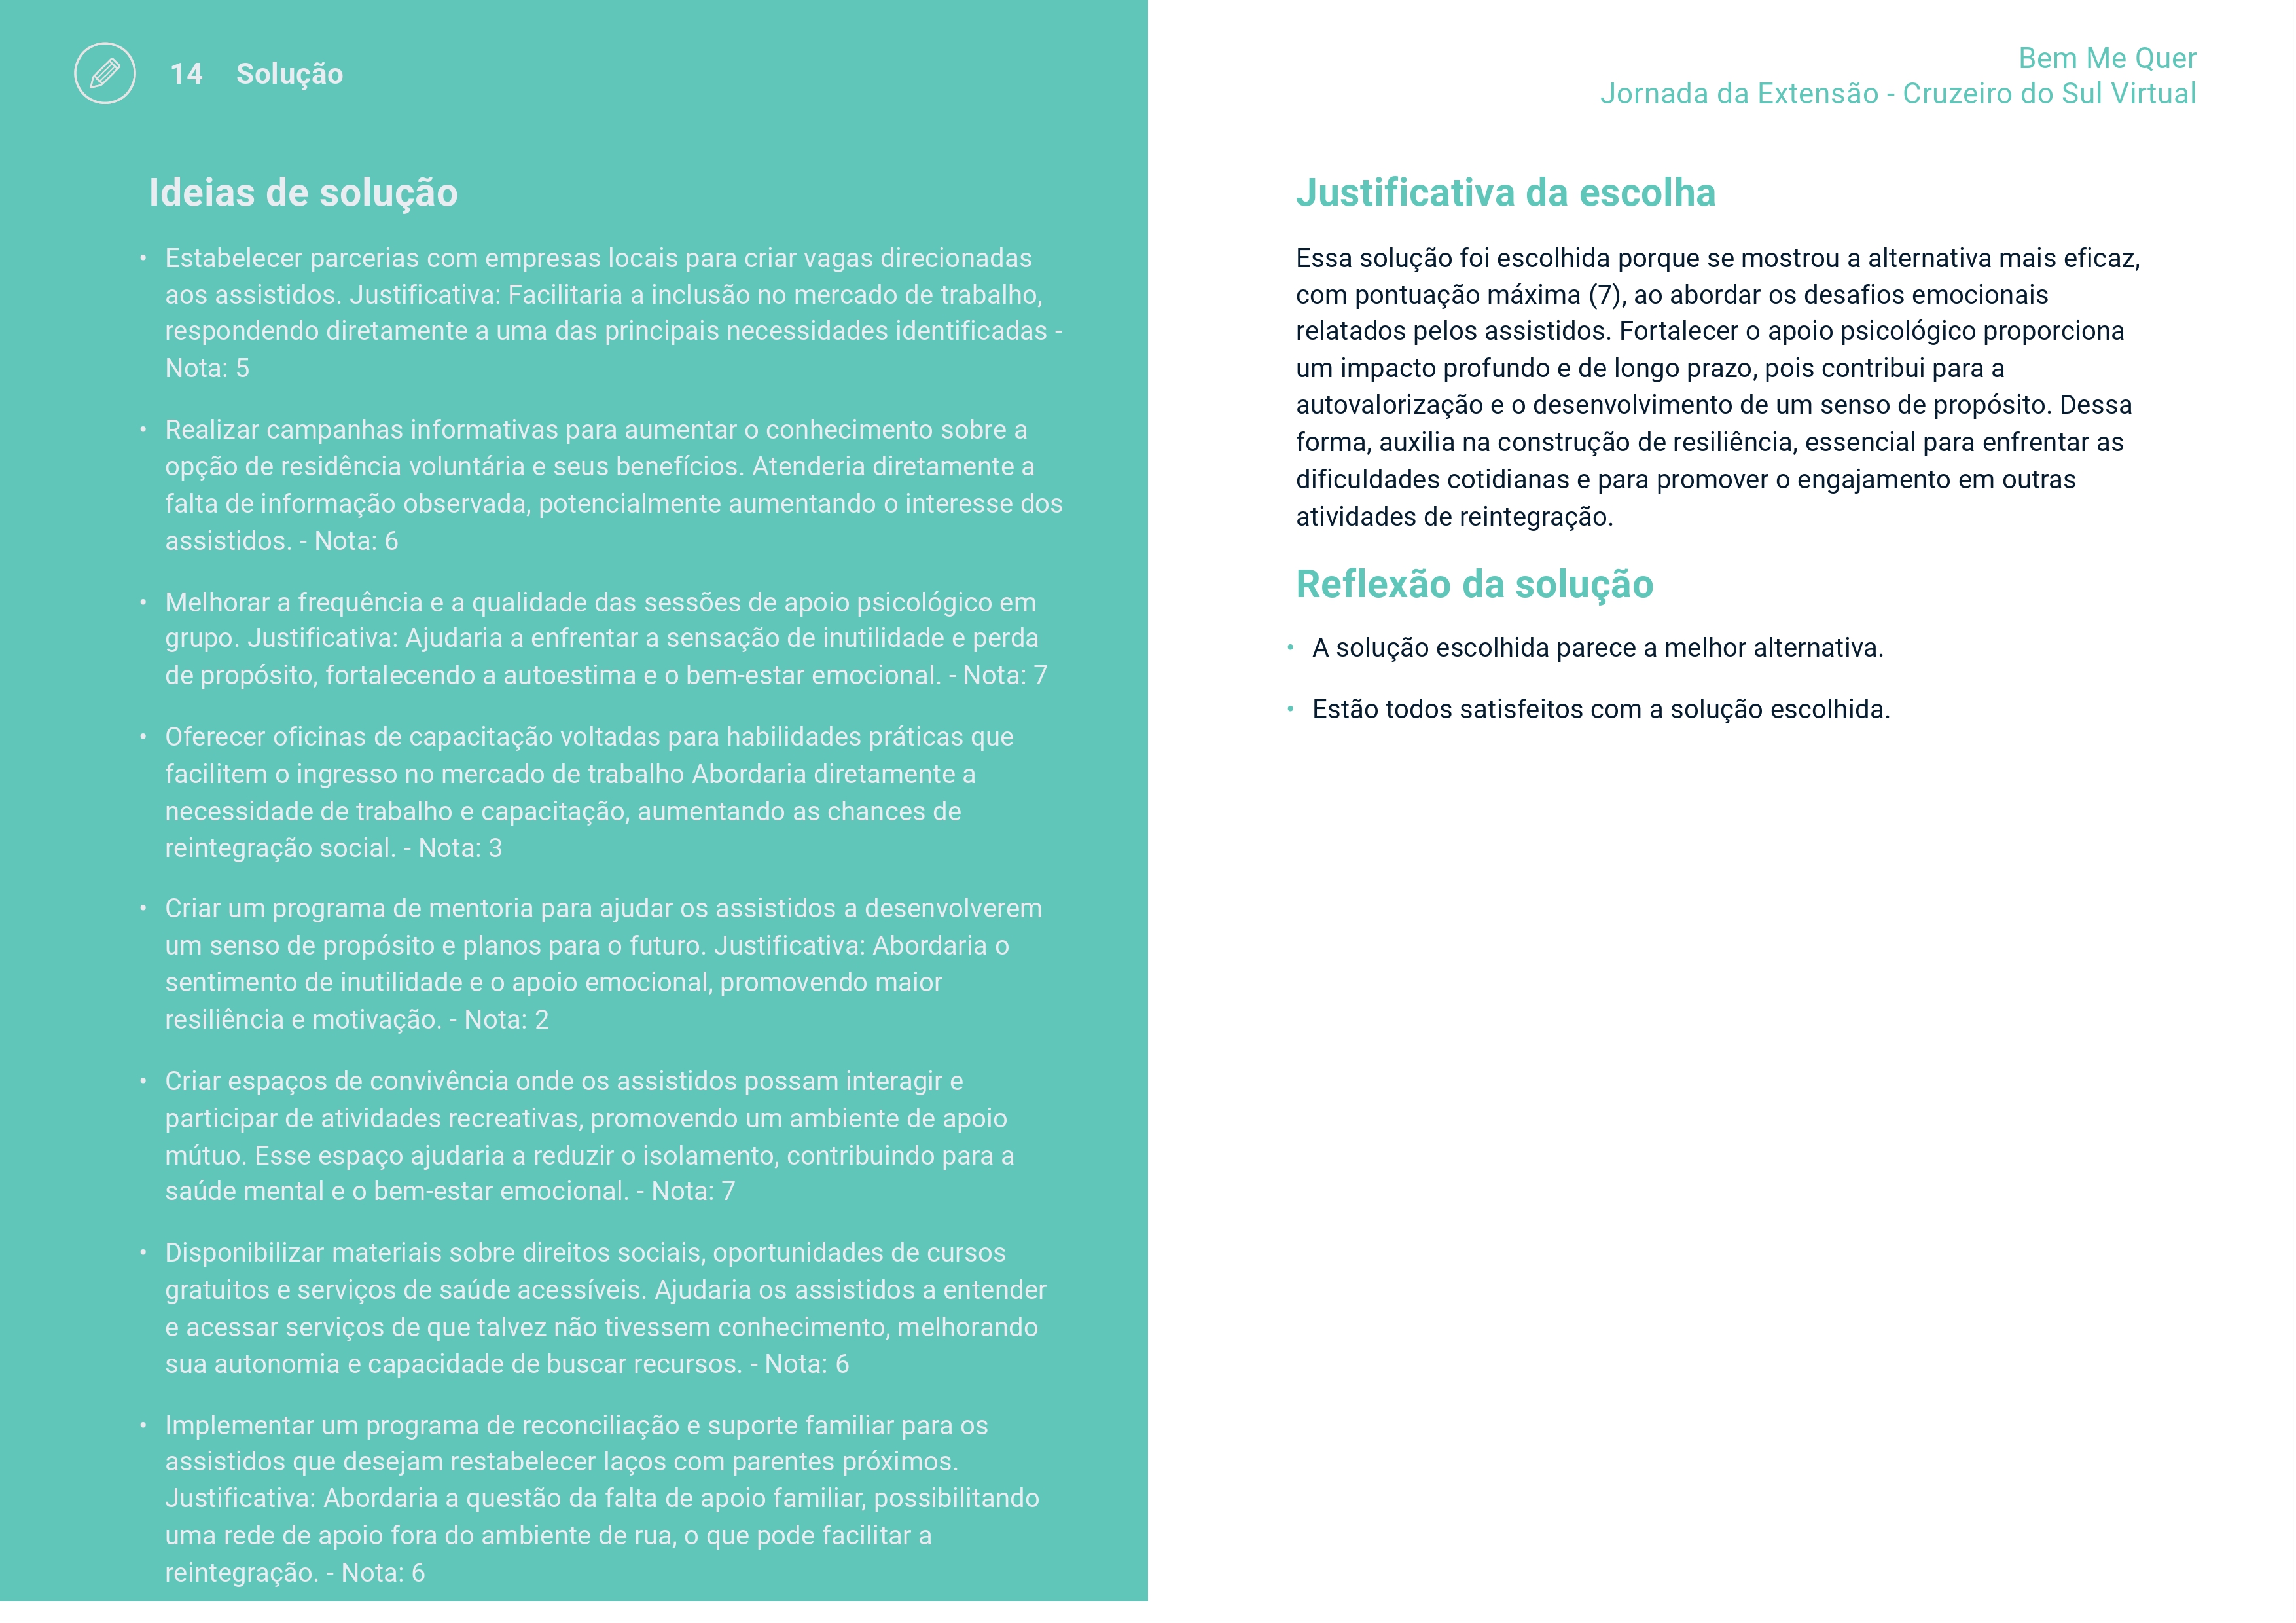 14 Solução
Bem Me Quer
Jornada da Extensão - Cruzeiro do Sul Virtual
Ideias de solução
• Estabelecer parcerias com empresas locais para criar vagas direcionadas
aos assistidos. Justificativa: Facilitaria a inclusão no mercado de trabalho,
respondendo diretamente a uma das principais necessidades identificadas -
Nota: 5
• Realizar campanhas informativas para aumentar o conhecimento sobre a
opção de residência voluntária e seus benefícios. Atenderia diretamente a
falta de informação observada, potencialmente aumentando o interesse dos
assistidos. - Nota: 6
• Melhorar a frequência e a qualidade das sessões de apoio psicológico em
grupo. Justificativa: Ajudaria a enfrentar a sensação de inutilidade e perda
de propósito, fortalecendo a autoestima e o bem-estar emocional. - Nota: 7
• Oferecer oficinas de capacitação voltadas para habilidades práticas que
facilitem o ingresso no mercado de trabalho Abordaria diretamente a
necessidade de trabalho e capacitação, aumentando as chances de
reintegração social. - Nota: 3
• Criar um programa de mentoria para ajudar os assistidos a desenvolverem
um senso de propósito e planos para o futuro. Justificativa: Abordaria o
sentimento de inutilidade e o apoio emocional, promovendo maior
resiliência e motivação. - Nota: 2
• Criar espaços de convivência onde os assistidos possam interagir e
participar de atividades recreativas, promovendo um ambiente de apoio
mútuo. Esse espaço ajudaria a reduzir o isolamento, contribuindo para a
saúde mental e o bem-estar emocional. - Nota: 7
• Disponibilizar materiais sobre direitos sociais, oportunidades de cursos
gratuitos e serviços de saúde acessíveis. Ajudaria os assistidos a entender
e acessar serviços de que talvez não tivessem conhecimento, melhorando
sua autonomia e capacidade de buscar recursos. - Nota: 6
• Implementar um programa de reconciliação e suporte familiar para os
assistidos que desejam restabelecer laços com parentes próximos.
Justificativa: Abordaria a questão da falta de apoio familiar, possibilitando
uma rede de apoio fora do ambiente de rua, o que pode facilitar a
reintegração. - Nota: 6
Justificativa da escolha
Essa solução foi escolhida porque se mostrou a alternativa mais eficaz,
com pontuação máxima (7), ao abordar os desafios emocionais
relatados pelos assistidos. Fortalecer o apoio psicológico proporciona
um impacto profundo e de longo prazo, pois contribui para a
autovalorização e o desenvolvimento de um senso de propósito. Dessa
forma, auxilia na construção de resiliência, essencial para enfrentar as
dificuldades cotidianas e para promover o engajamento em outras
atividades de reintegração.
Reflexão da solução
• A solução escolhida parece a melhor alternativa.
• Estão todos satisfeitos com a solução escolhida.